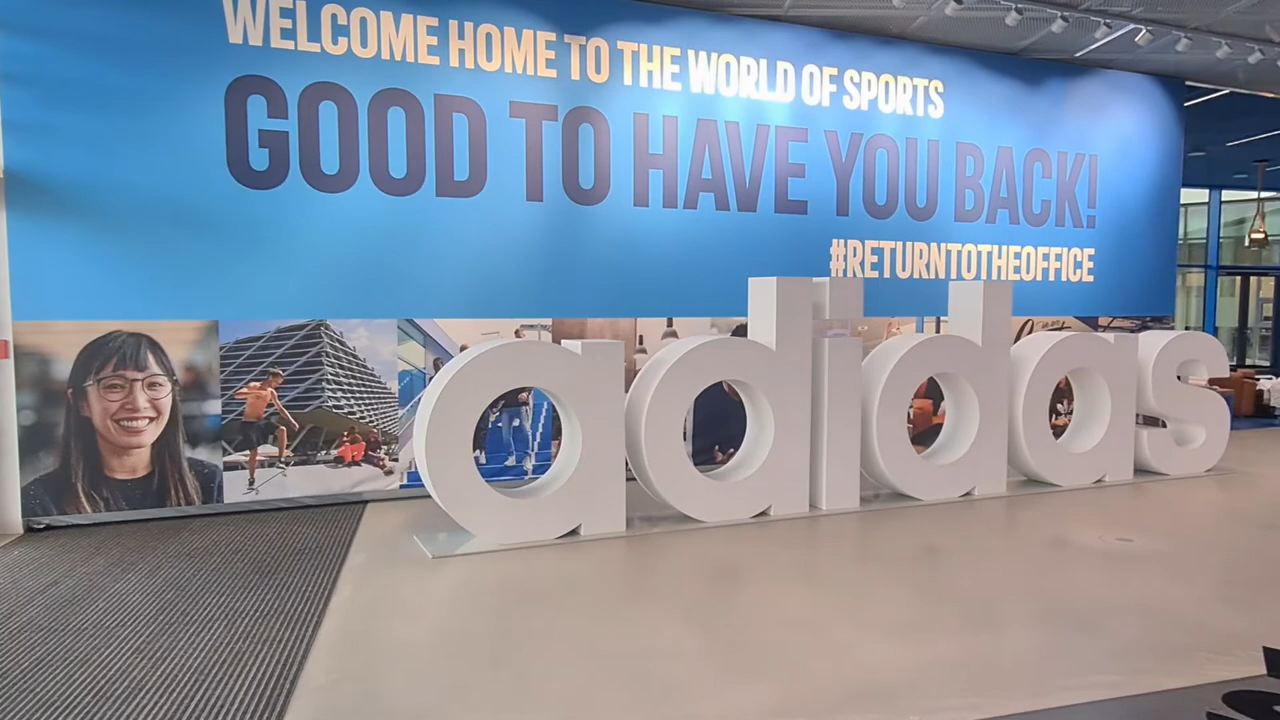 WELCOME HOME TO THE WORLD OF SPORTS
GOOD TO HAVE YOU BACK!
#RETURNTOTHEOFFICE
adidas